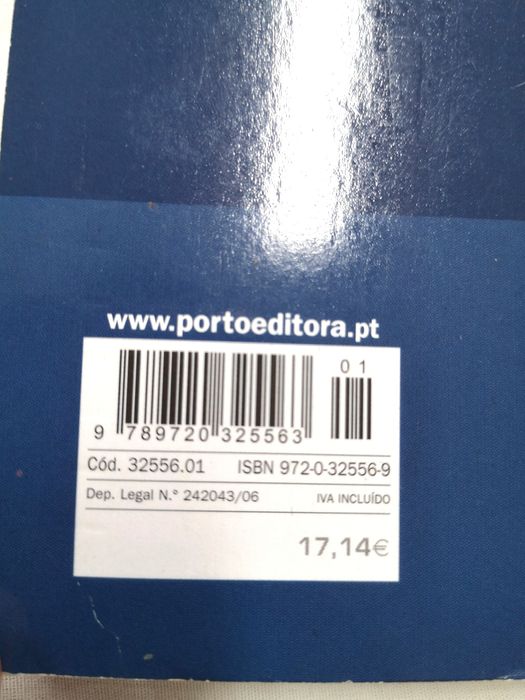 www.portoeditora.pt
01
9 789720 325563
Cód. 32556.01 ISBN 972-0-32556-9
Dep. Legal N.° 242043/06 IVA INCLUÍDO
17,14€